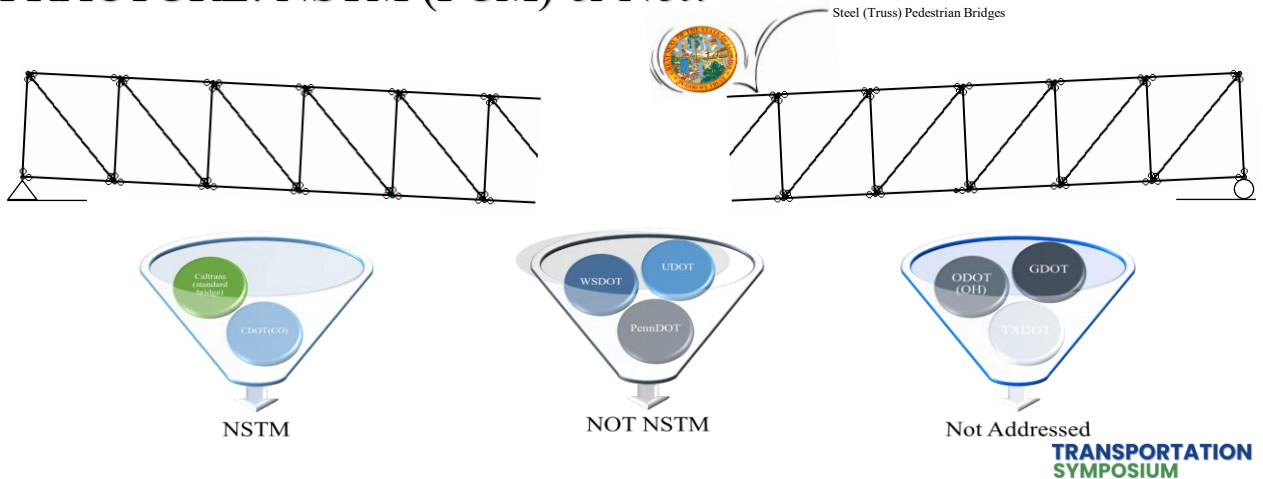 Steel (Truss) Pedestrian Bridges
Caltrans
(standard
bridge)
CDOT(CO)
NSTM
WSDOT
UDOT
PennDOT
NOT NSTM
ODOT
(OH)
GDOT
TXDOT
Not Addressed
TRANSPORTATION
SYMPOSIUM